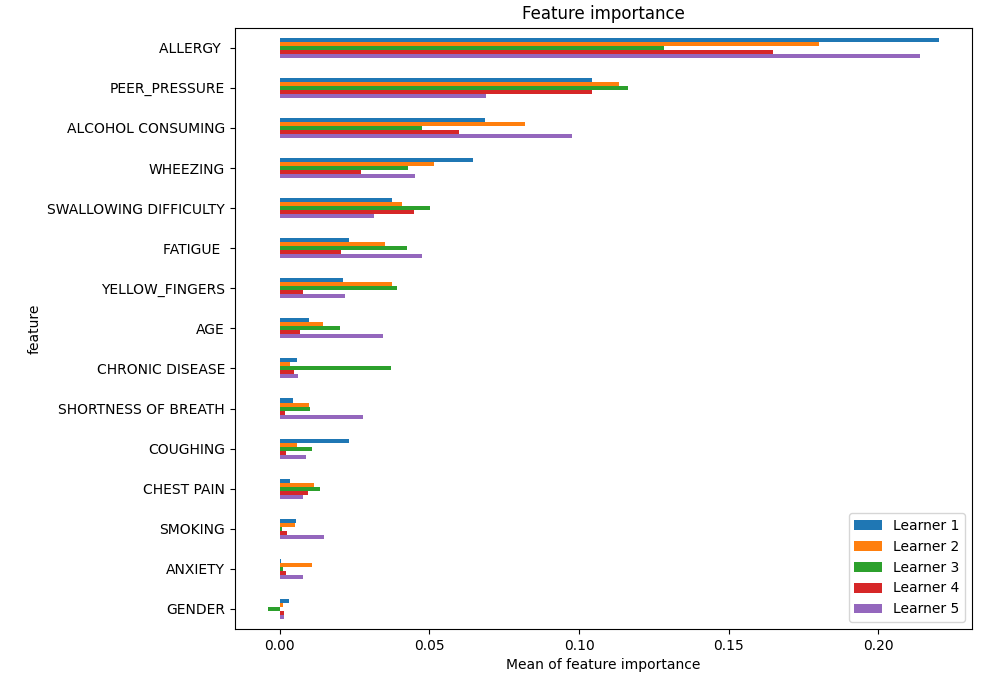 Feature importance
ALLERGY
PEER_PRESSURE
ALCOHOL CONSUMING
WHEEZING
SWALLOWING DIFFICULTY
FATIGUE
YELLOW_FINGERS
AGE
CHRONIC DISEASE
SHORTNESS OF BREATH
COUGHING
CHEST PAIN
SMOKING
ANXIETY
GENDER
feature
Learner 1
Learner 2
Learner 3
Learner 4
Learner 5
0.00 0.05 0.10 0.15 0.20
Mean of feature importance